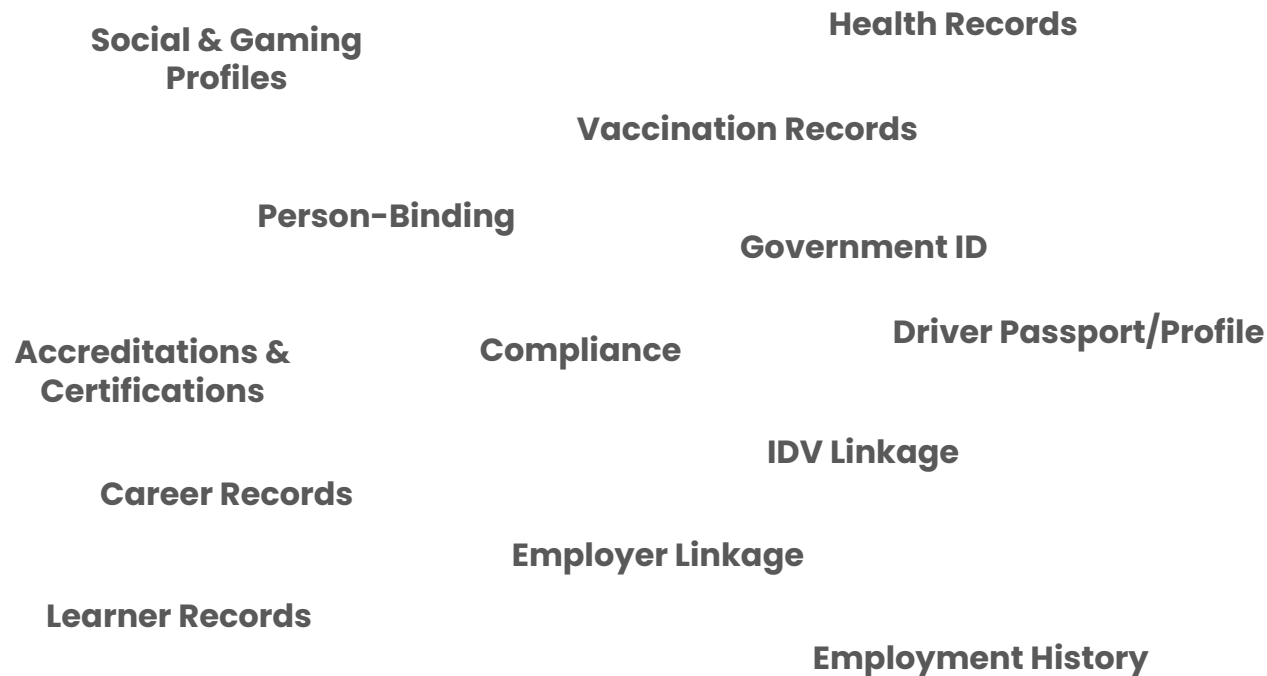 Health Records
Social & Gaming
Profiles
Vaccination Records
Person-Binding
Government ID
Driver Passport/Profile
Accreditations &
Certifications
Compliance
IDV Linkage
Career Records
Employer Linkage
Learner Records
Employment History